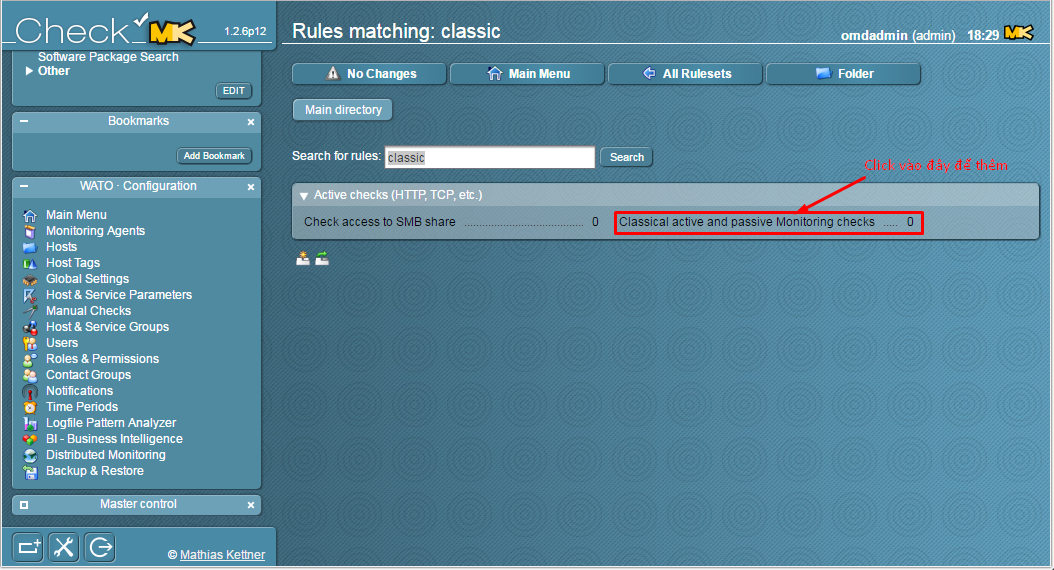 Check MK 1.2.6p12
Software Package Search
Other
EDIT
Bookmarks
Add Bookmark
WATO · Configuration
Main Menu
Monitoring Agents
Hosts
Host Tags
Global Settings
Host & Service Parameters
Manual Checks
Host & Service Groups
Users
Roles & Permissions
Contact Groups
Notifications
Time Periods
Logfile Pattern Analyzer
BI - Business Intelligence
Distributed Monitoring
Backup & Restore
Master control
© Mathias Kettner
Rules matching: classic
omdadmin (admin) 18:29 MK
No Changes Main Menu All Rulesets Folder
Main directory
Search for rules: classic Search
Click vào đây để thêm
Active checks (HTTP, TCP, etc.)
Check access to SMB share 0 Classical active and passive Monitoring checks 0